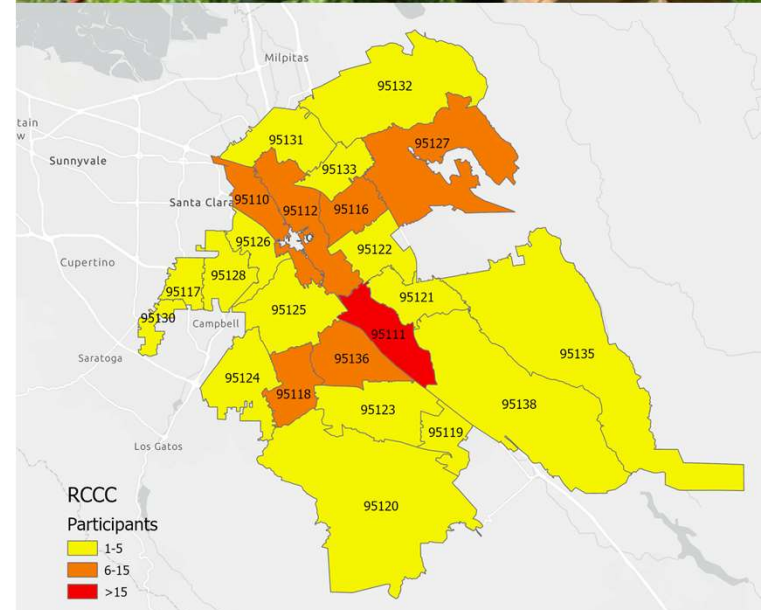 Milpitas
95132
tain
w
95131
95127
Sunnyvale
95133
Santa Clara
95110
95112
95116
95126
95122
Cupertino
95128
95117
95121
95125
95130
Campbell
95111
95135
Saratoga
95136
95124
95118
95138
95123
95119
Los Gatos
RCCC
Participants
95120
1-5
6-15
>15